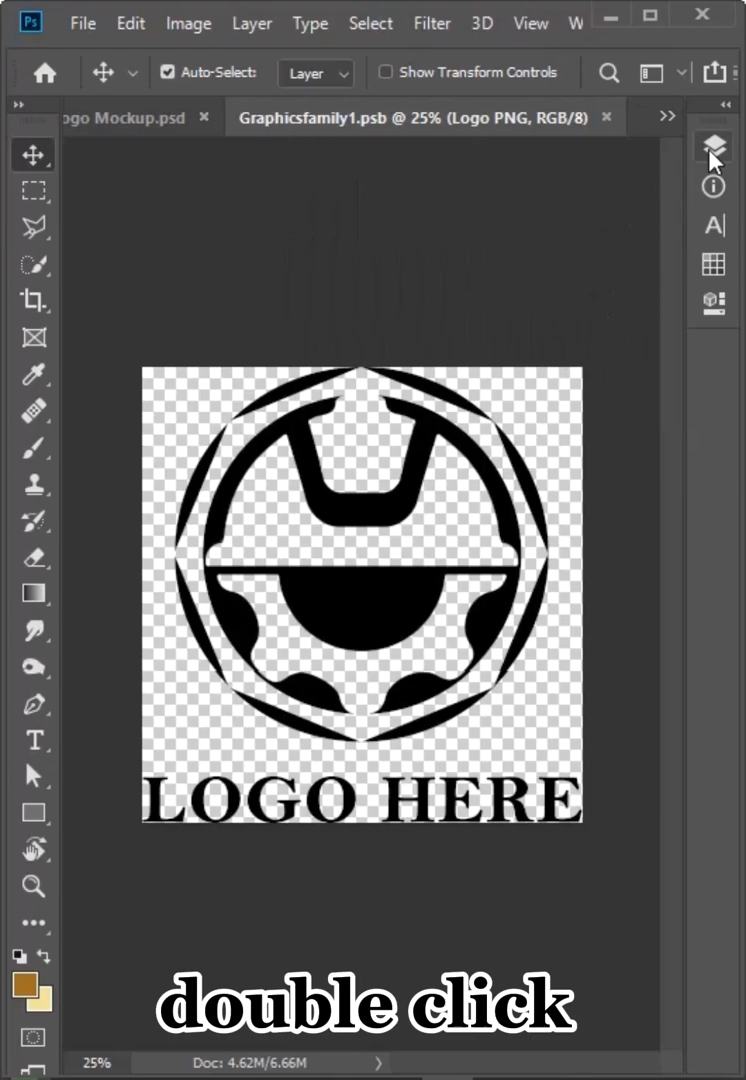 Ps File Edit Image Layer Type Select Filter 3D View W
Auto-Select: Layer Show Transform Controls
ogo Mockup.psd × Graphicsfamily1.psb @ 25% (Logo PNG, RGB/8) ×
LOGO HERE
double click
25% Doc: 4.62M/6.66M